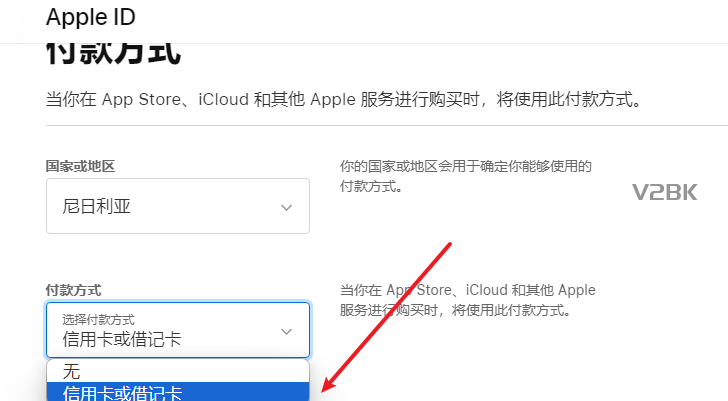 Apple ID
付款方式
当你在 App Store、iCloud 和其他 Apple 服务进行购买时，将使用此付款方式。
国家或地区
尼日利亚
你的国家或地区会用于确定你能够使用的
付款方式。
V2BK
付款方式
选择付款方式
信用卡或借记卡
当你在 App Store、iCloud 和其他 Apple
服务进行购买时，将使用此付款方式。
无
信用卡或借记卡